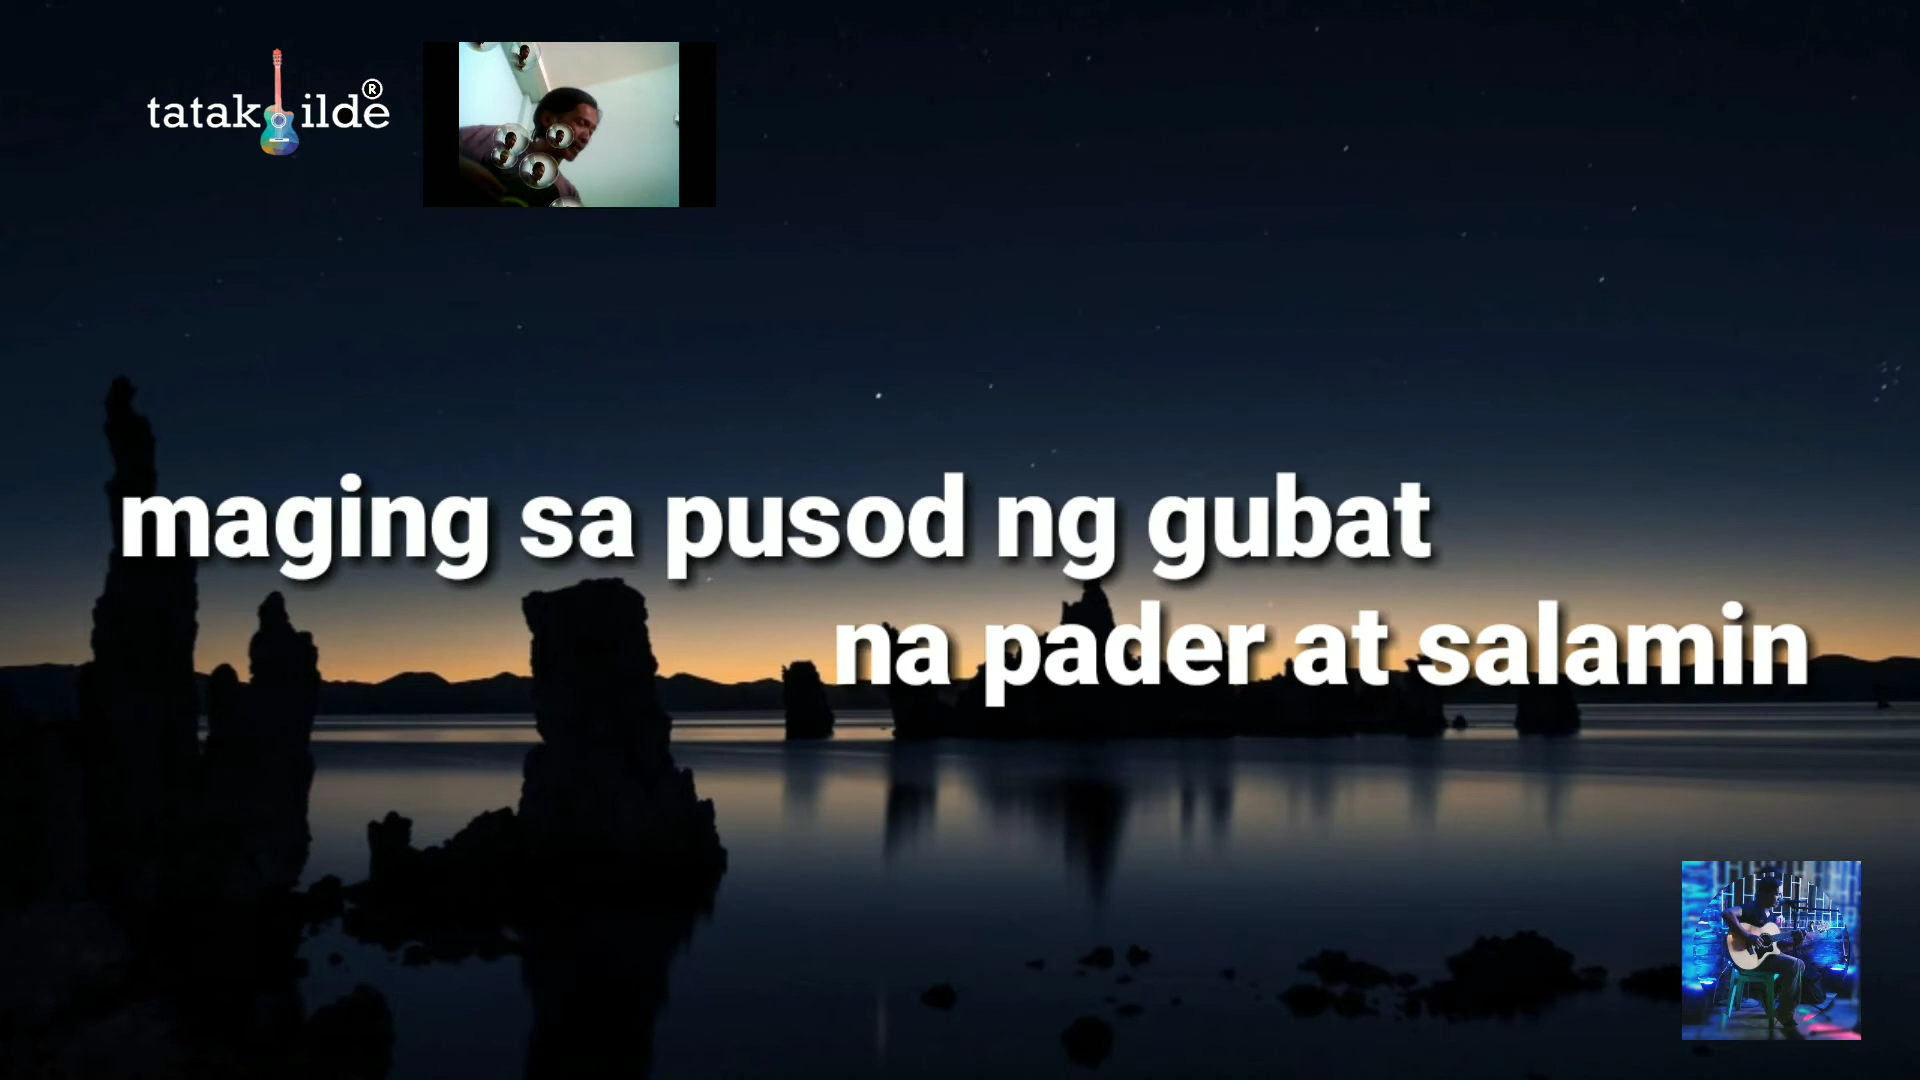 tatak ilde®
maging sa pusod ng gubat
na pader at salamin